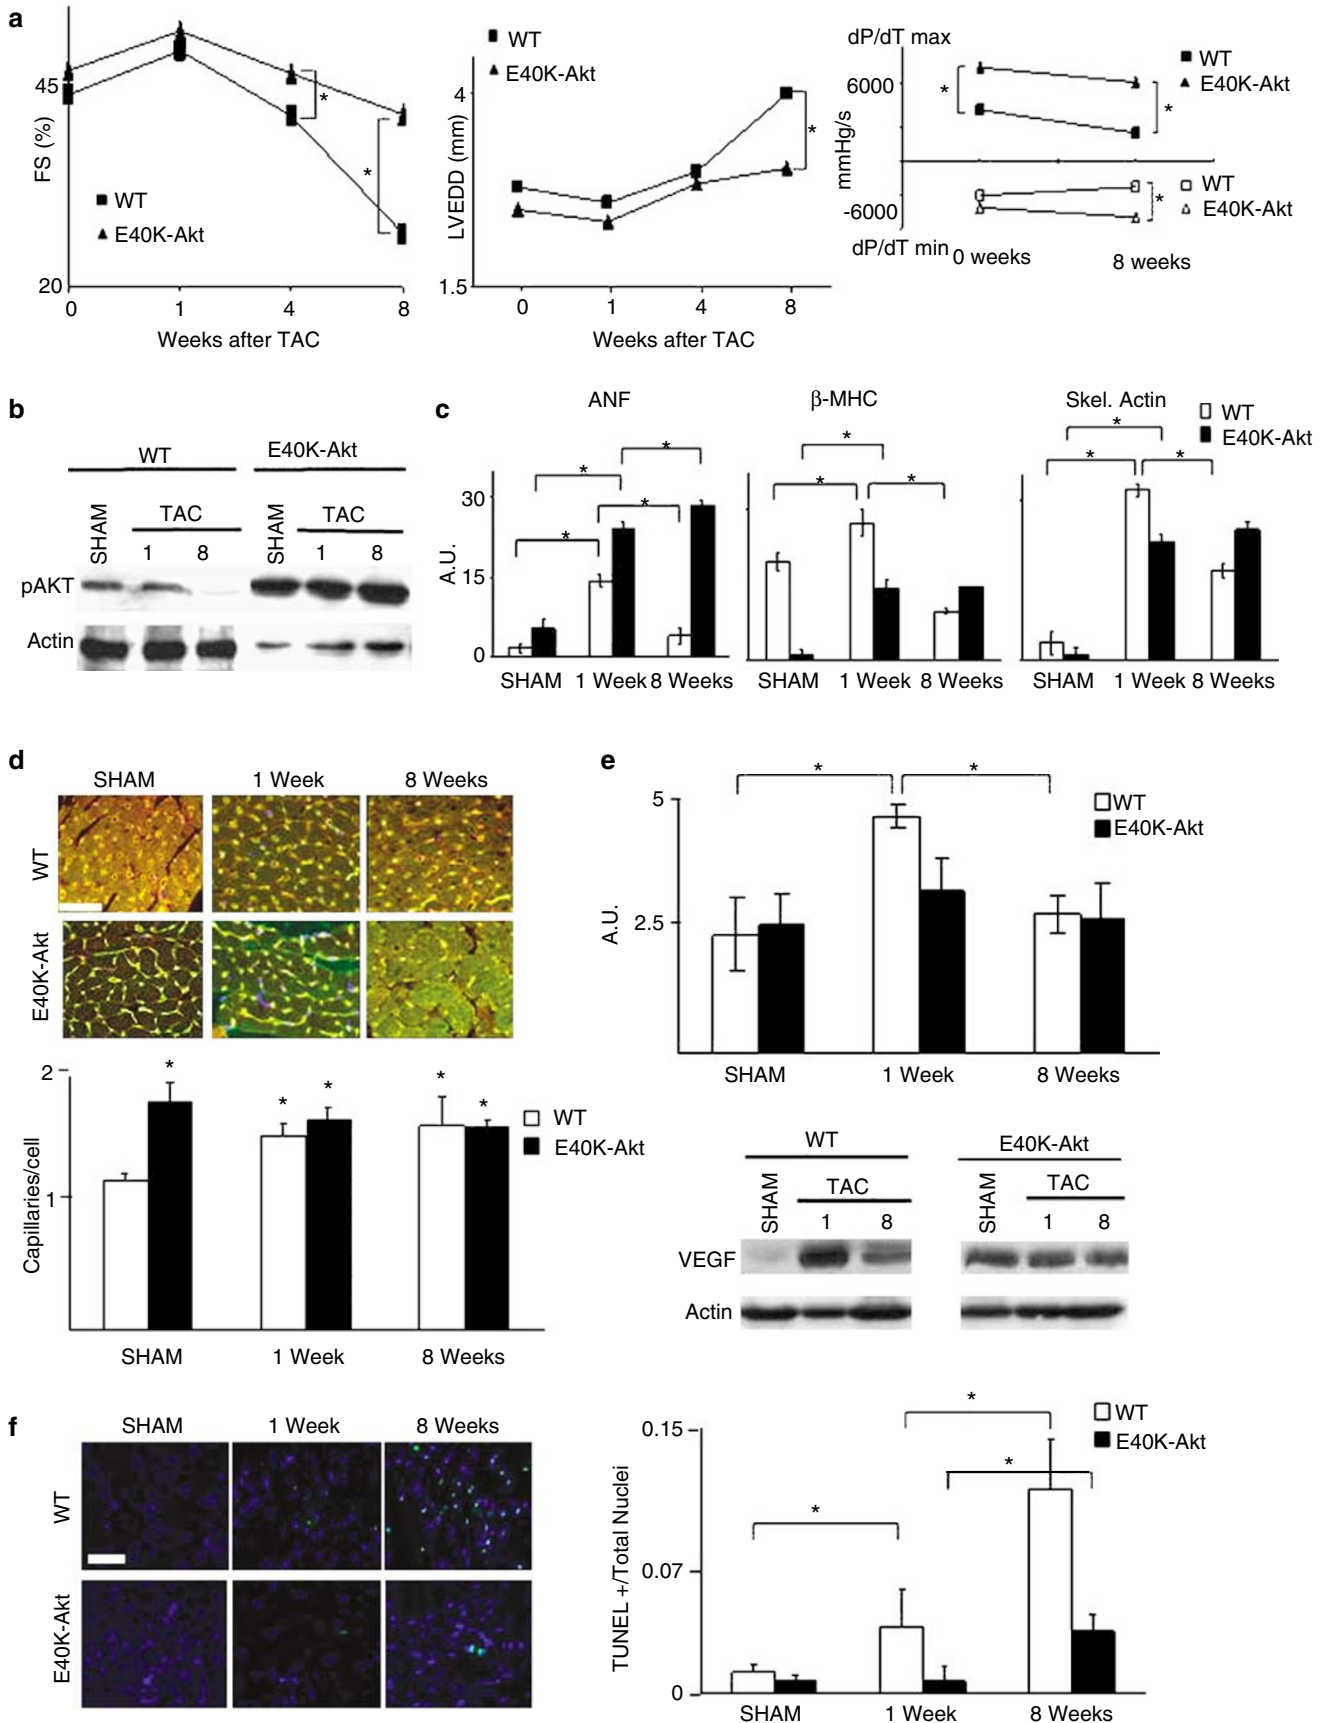 a
45
20
FS (%)
WT
E40K-Akt
*
*
0 1 4 8
Weeks after TAC
WT
E40K-Akt
4
1.5
LVEDD (mm)
*
0 1 4 8
Weeks after TAC
dP/dT max
6000
-6000
mmHg/s
dP/dT min
0 weeks
8 weeks
*
*
*
WT
E40K-Akt
WT
E40K-Akt
b
WT
E40K-Akt
SHAM
TAC
1 8
SHAM
TAC
1 8
pAKT
Actin
c
ANF
β-MHC
Skel. Actin
WT
E40K-Akt
30
15
0
A.U.
* * * *
* * *
* * *
SHAM 1 Week 8 Weeks
SHAM 1 Week 8 Weeks
SHAM 1 Week 8 Weeks
d
SHAM 1 Week 8 Weeks
WT
E40K-Akt
2
1
Capillaries/cell
* * * * *
WT
E40K-Akt
SHAM 1 Week 8 Weeks
e
5
2.5
A.U.
* *
WT
E40K-Akt
SHAM 1 Week 8 Weeks
WT
E40K-Akt
SHAM
TAC
1 8
SHAM
TAC
1 8
VEGF
Actin
f
SHAM 1 Week 8 Weeks
WT
E40K-Akt
0.15
0.07
0
TUNEL +/Total Nuclei
* * *
WT
E40K-Akt
SHAM 1 Week 8 Weeks